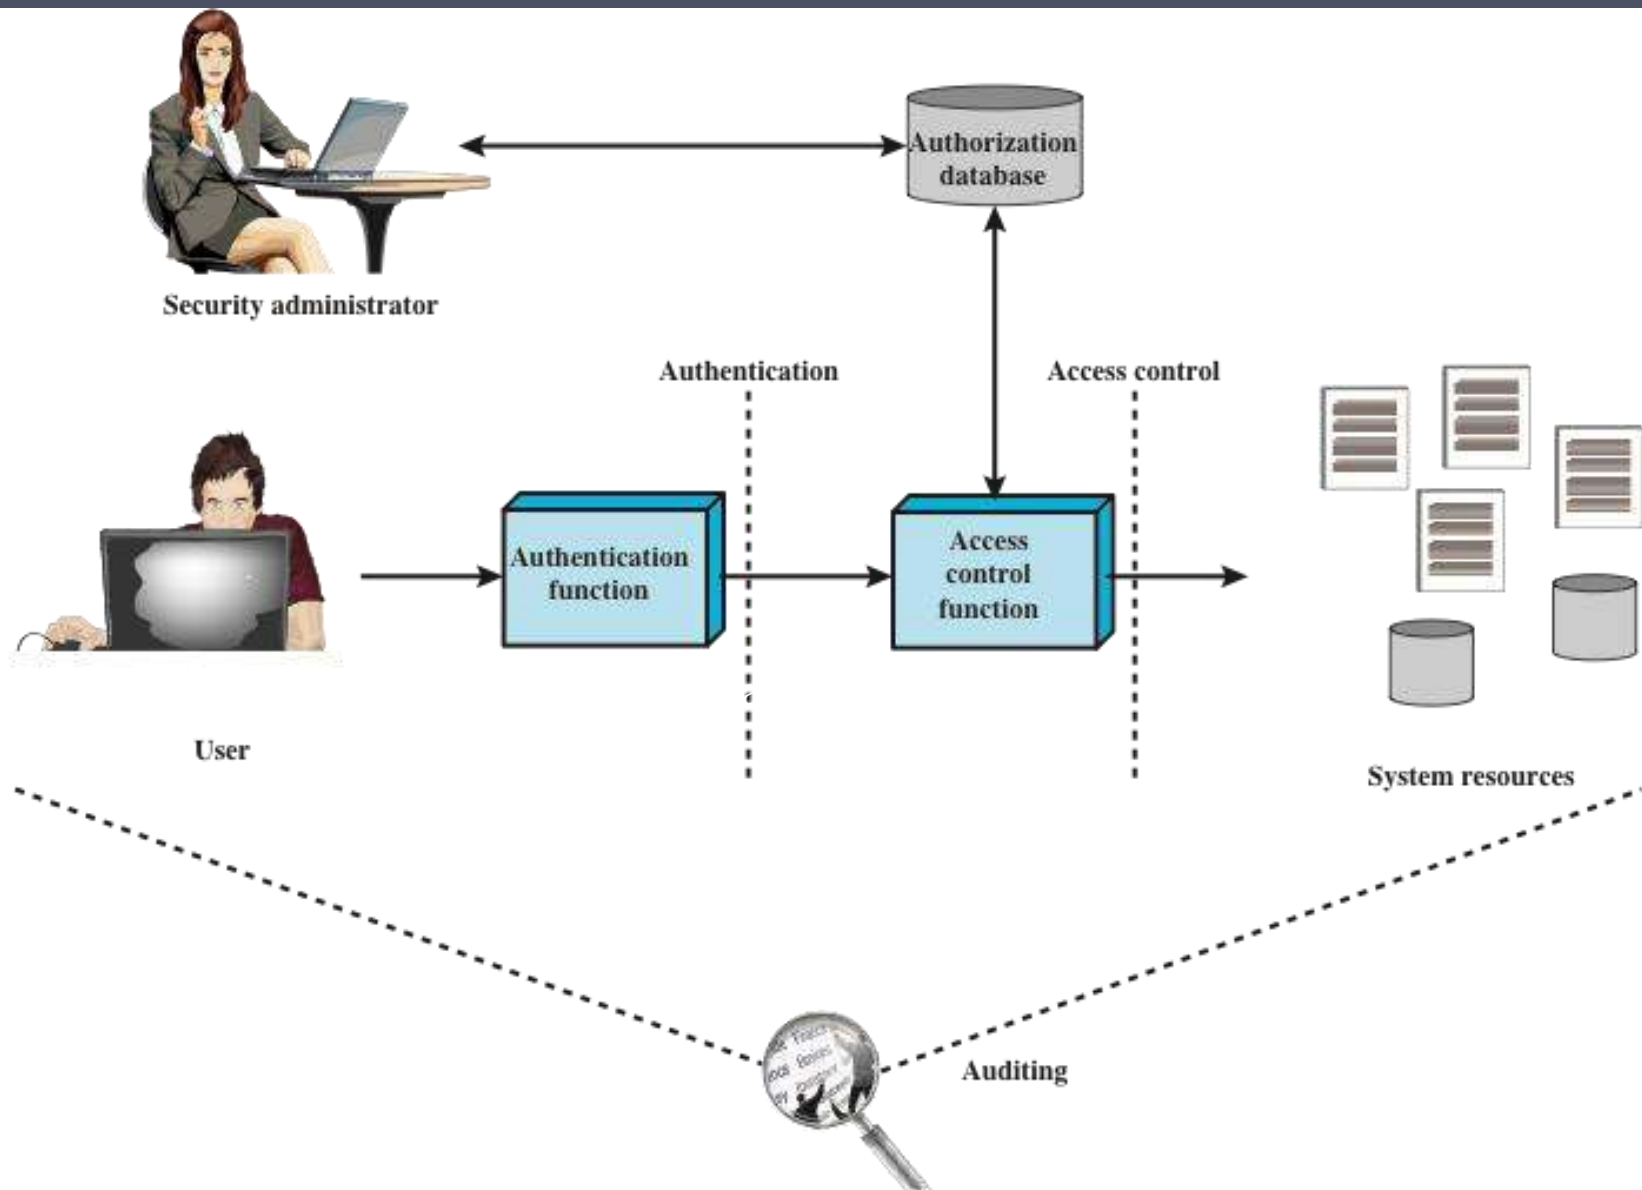 Authorization
database
Security administrator
Authentication
Access control
Authentication
function
Access
control
function
User
System resources
Auditing